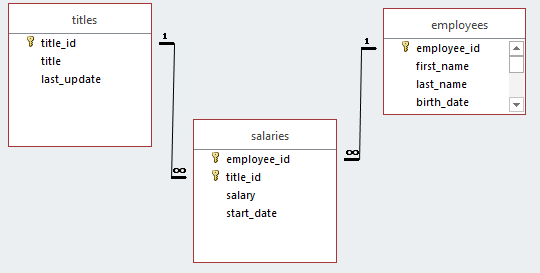 titles
title_id
title
last_update
1
∞
salaries
employee_id
title_id
salary
start_date
1
∞
employees
employee_id
first_name
last_name
birth_date